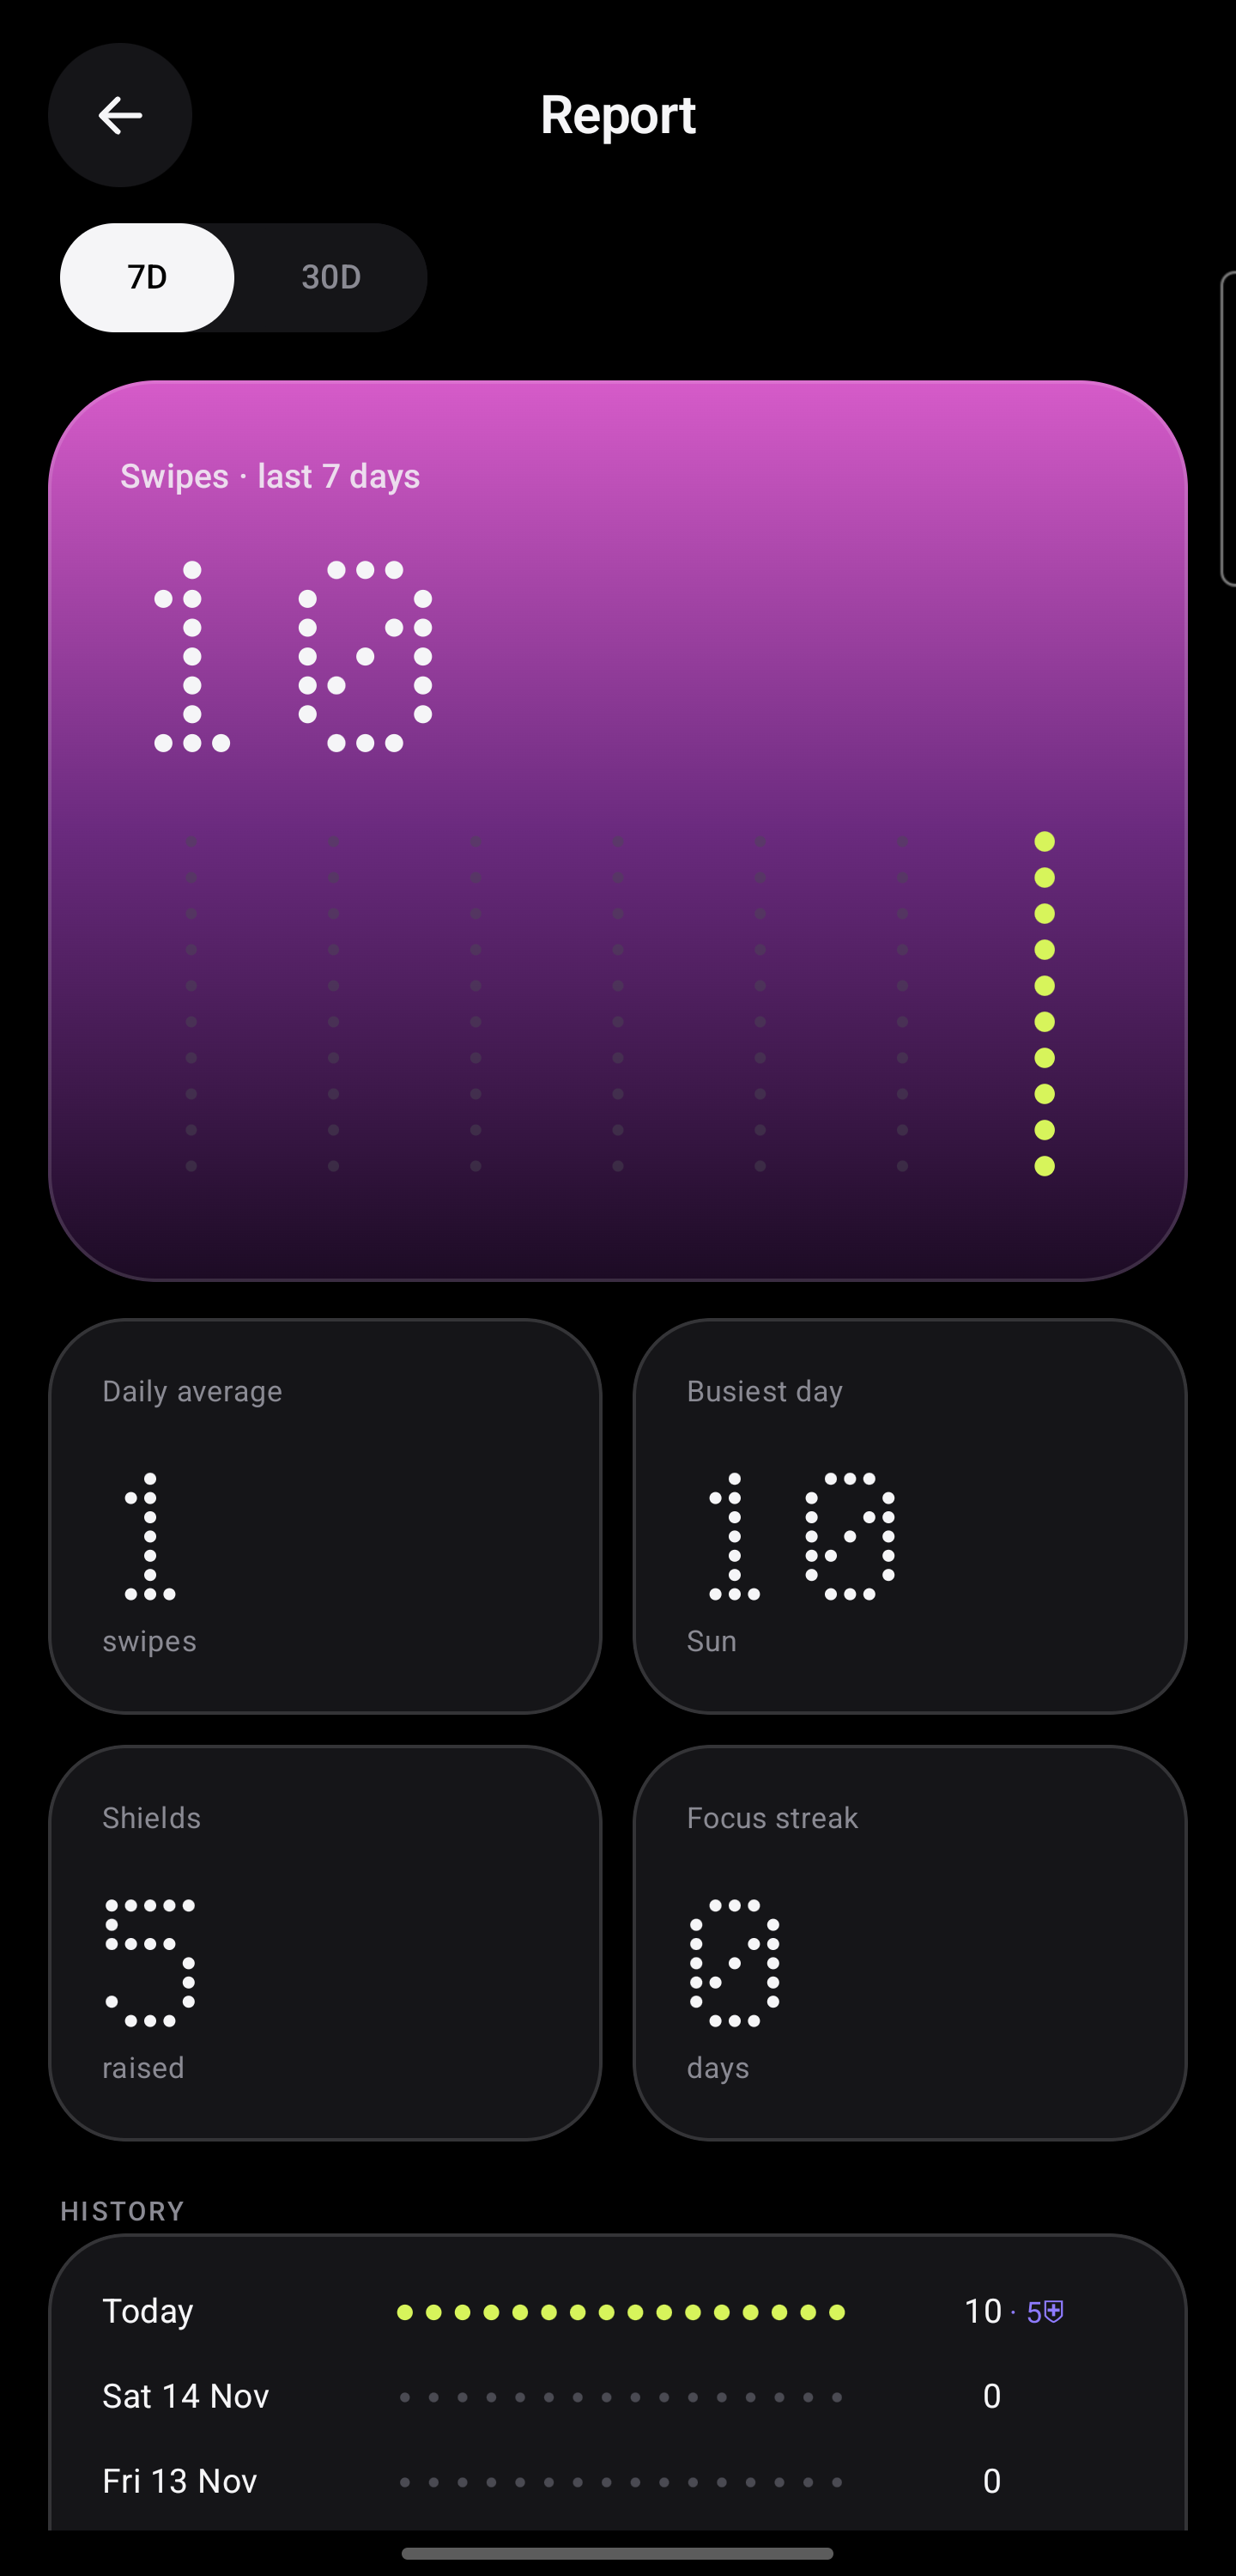 Report
7D 30D
Swipes · last 7 days
10
Daily average
1
swipes
Busiest day
10
Sun
Shields
5
raised
Focus streak
0
days
HISTORY
Today 10 · 5
Sat 14 Nov 0
Fri 13 Nov 0